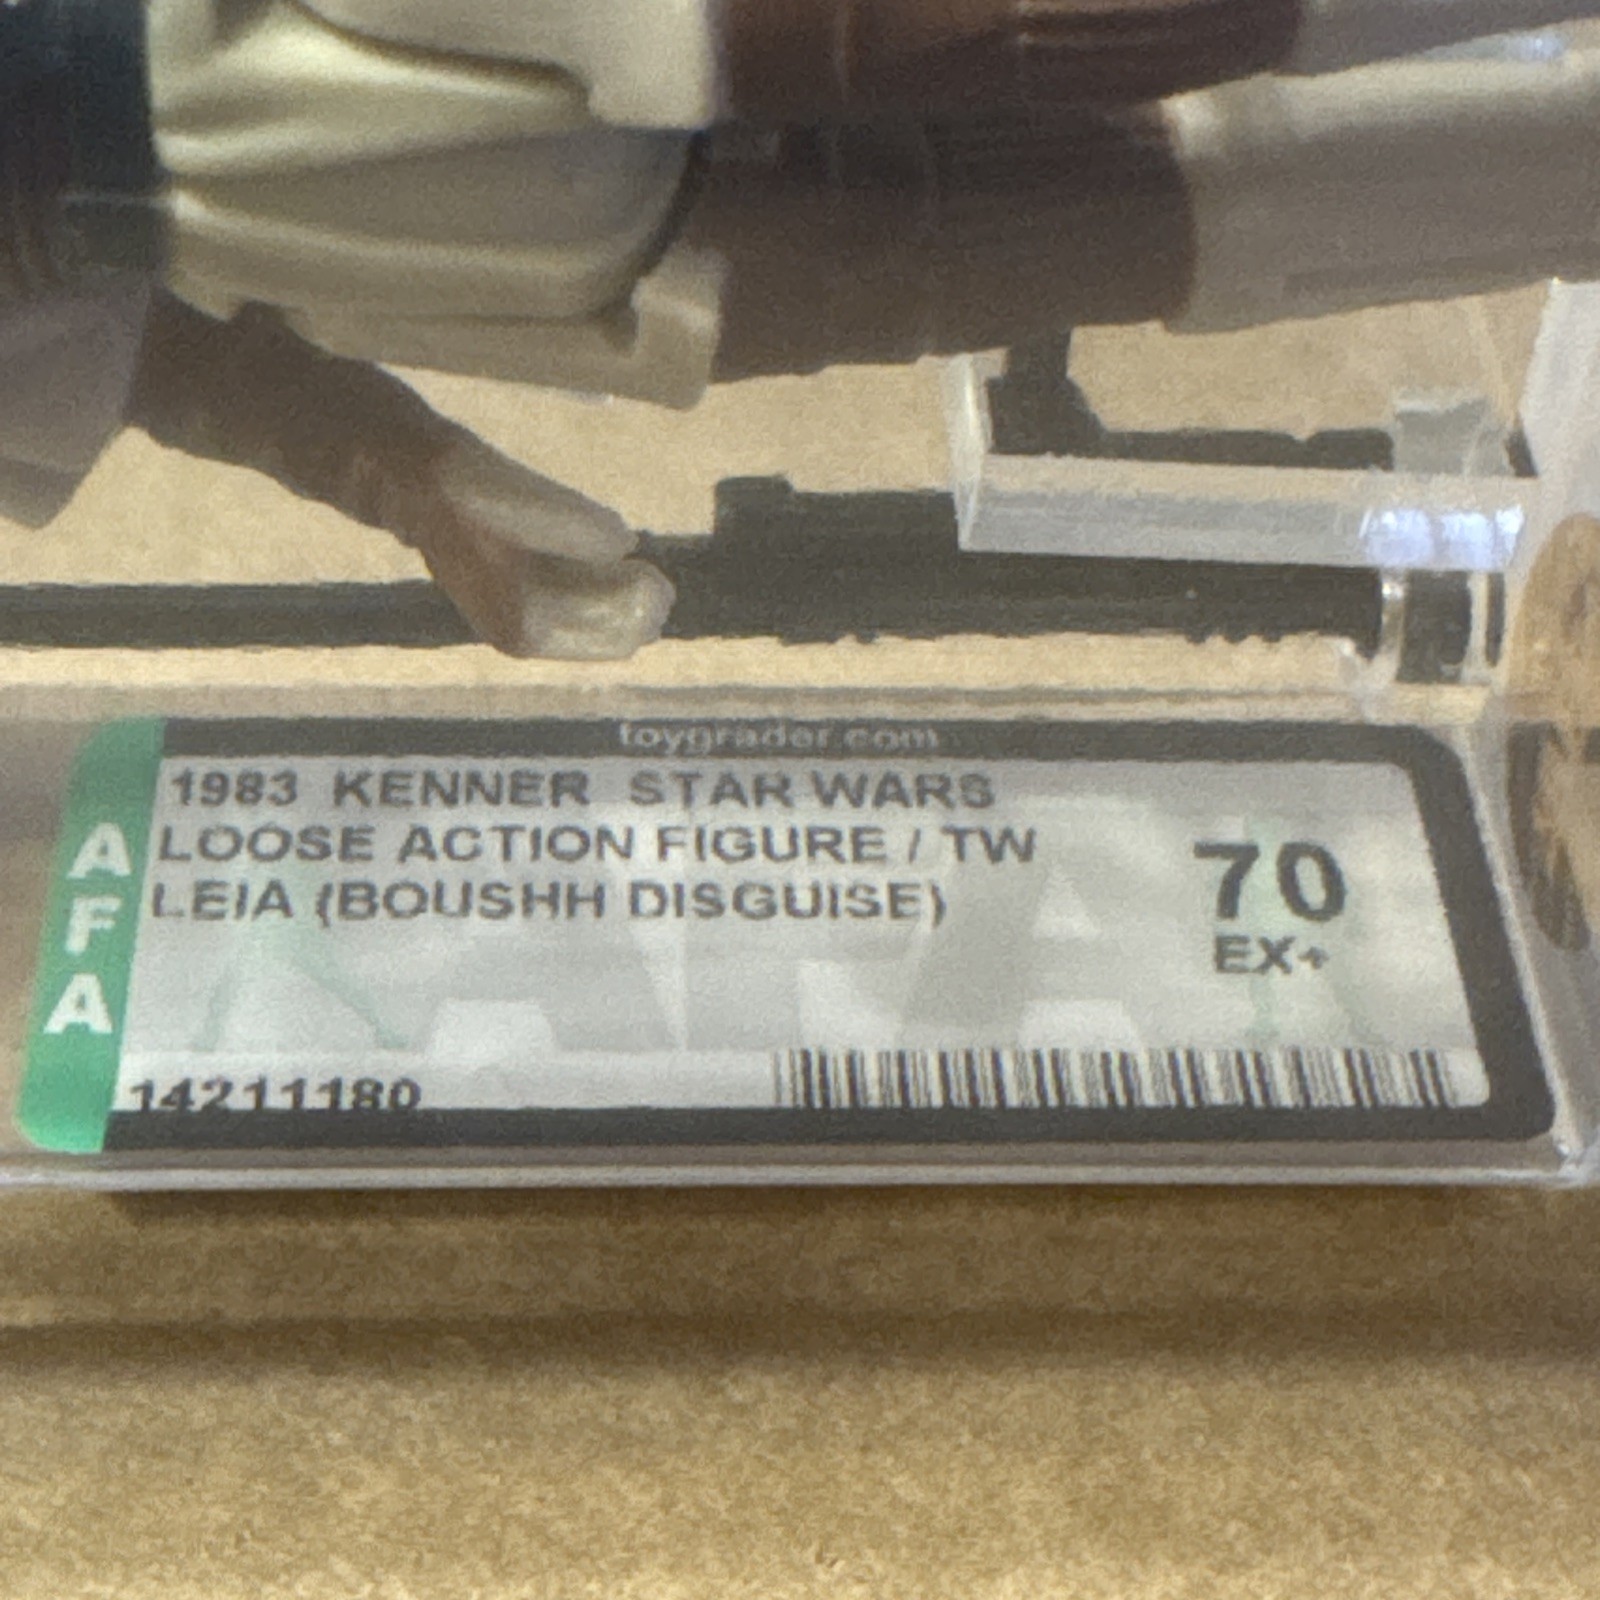 toygrader.com
1983 KENNER STAR WARS
LOOSE ACTION FIGURE / TW
LEIA (BOUSHH DISGUISE)
70
EX+
AFA
14211180